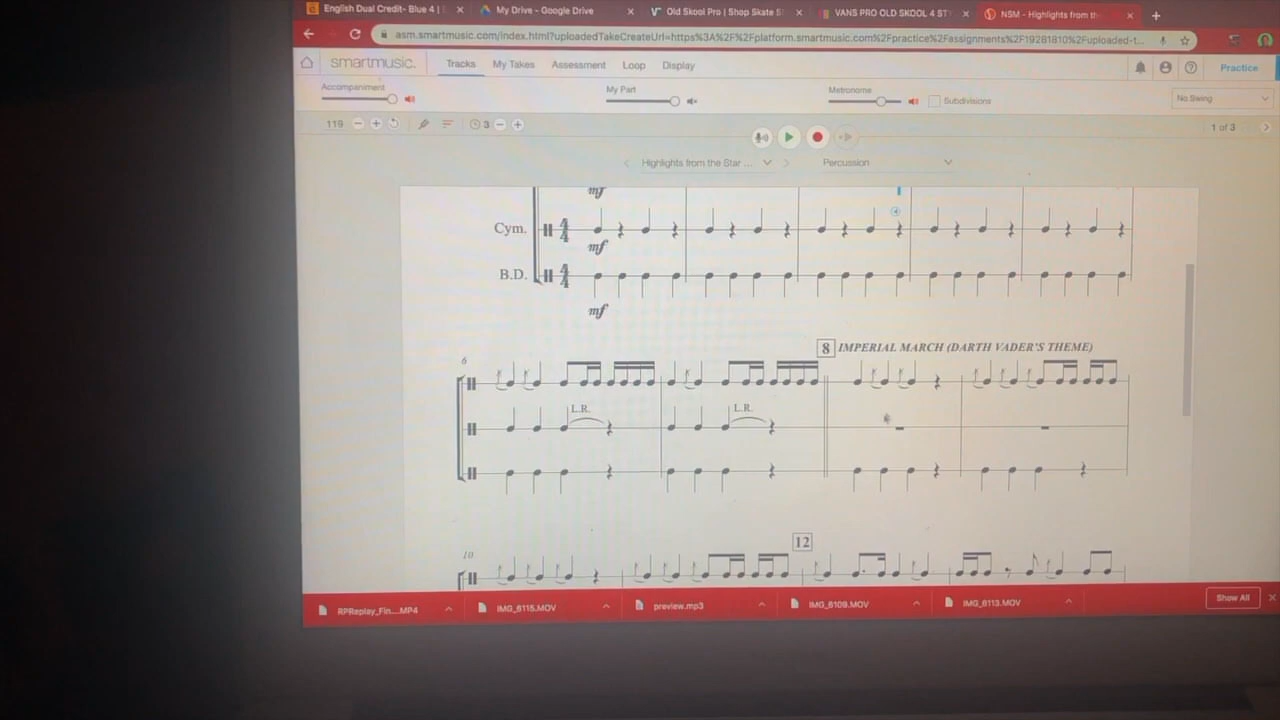 English Dual Credit- Blue 4 |
My Drive - Google Drive
Old Skool Pro | Shop Skate S
VANS PRO OLD SKOOL 4 ST
NSM - Highlights from th
asm.smartmusic.com/index.html?uploadedTakeCreateUrl=https%3A%2F%2Fplatform.smartmusic.com%2Fpractice%2Fassignments%2F19281810%2Fuploaded-t...
smartmusic.
Tracks
My Takes
Assessment
Loop
Display
Practice
Accompaniment
My Part
Metronome
Subdivisions
No Swing
119
3
1 of 3
Highlights from the Star ...
Percussion
mf
Cym.
mf
B.D.
mf
8 IMPERIAL MARCH (DARTH VADER'S THEME)
6
L.R.
L.R.
12
10
RPReplay_Fin....MP4
IMG_6115.MOV
preview.mp3
IMG_6109.MOV
IMG_6113.MOV
Show All